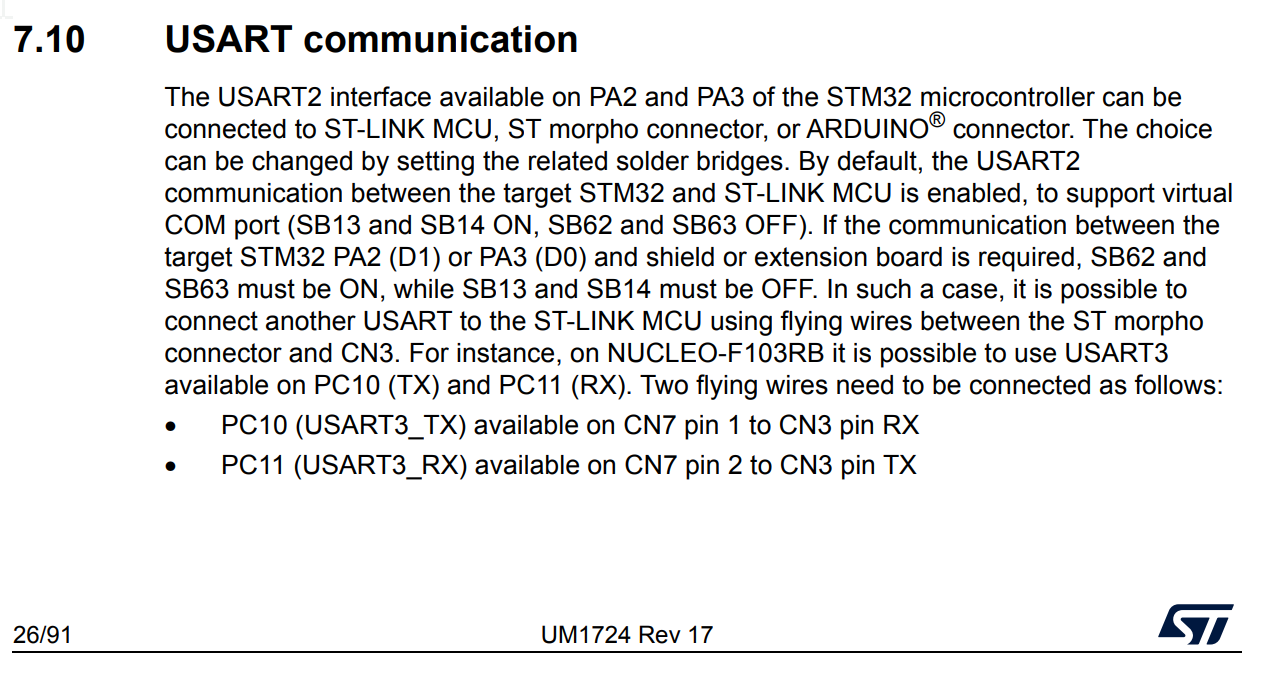 7.10 USART communication
The USART2 interface available on PA2 and PA3 of the STM32 microcontroller can be
connected to ST-LINK MCU, ST morpho connector, or ARDUINO® connector. The choice
can be changed by setting the related solder bridges. By default, the USART2
communication between the target STM32 and ST-LINK MCU is enabled, to support virtual
COM port (SB13 and SB14 ON, SB62 and SB63 OFF). If the communication between the
target STM32 PA2 (D1) or PA3 (D0) and shield or extension board is required, SB62 and
SB63 must be ON, while SB13 and SB14 must be OFF. In such a case, it is possible to
connect another USART to the ST-LINK MCU using flying wires between the ST morpho
connector and CN3. For instance, on NUCLEO-F103RB it is possible to use USART3
available on PC10 (TX) and PC11 (RX). Two flying wires need to be connected as follows:
• PC10 (USART3_TX) available on CN7 pin 1 to CN3 pin RX
• PC11 (USART3_RX) available on CN7 pin 2 to CN3 pin TX
26/91 UM1724 Rev 17 ST